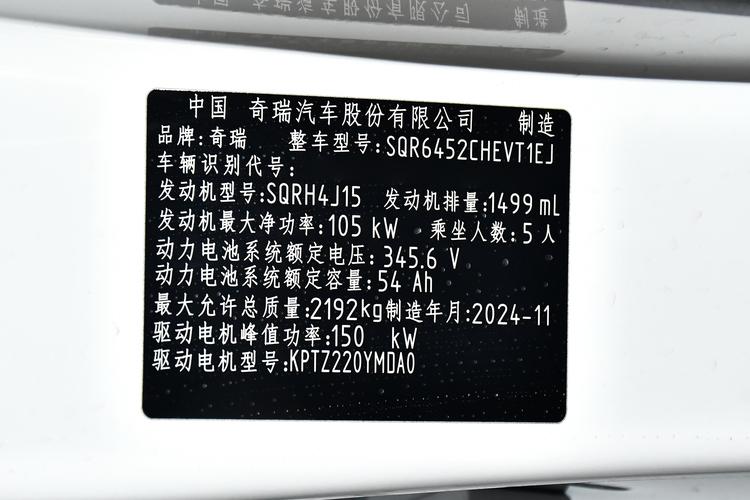 中国 奇瑞汽车股份有限公司 制造
品牌:奇瑞 整车型号:SQR6452CHEVT1EJ
车辆识别代号:
发动机型号:SQRH4J15 发动机排量:1499 mL
发动机最大净功率:105 kW 乘坐人数:5 人
动力电池系统额定电压: 345.6 V
动力电池系统额定容量:54 Ah
最大允许总质量:2192kg制造年月:2024-11
驱动电机峰值功率:150 kW
驱动电机型号:KPTZ220YMDA0